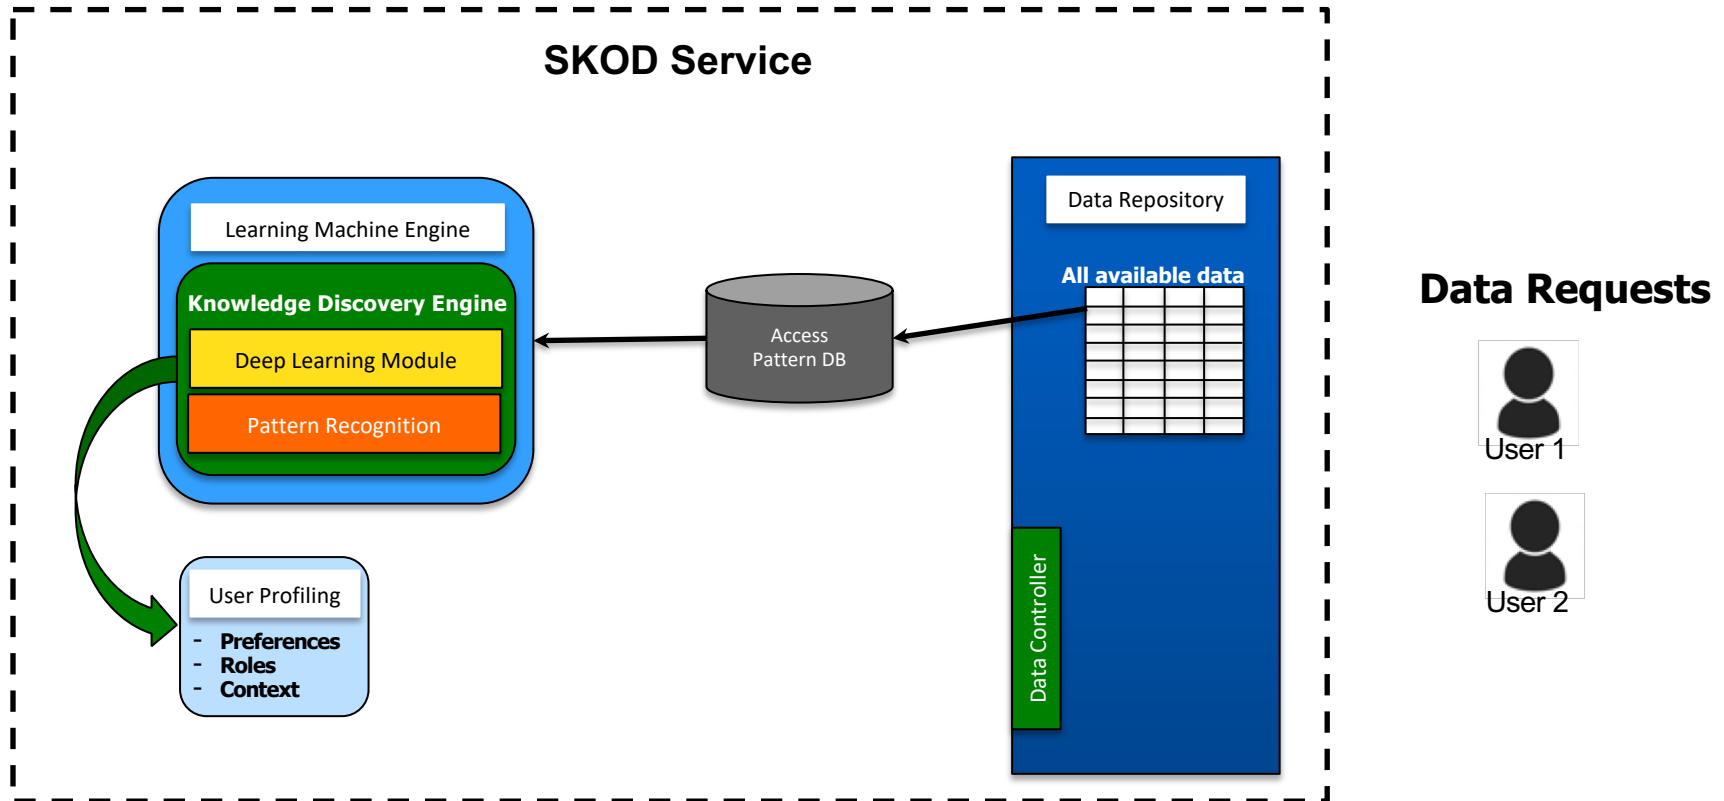 SKOD Service
Learning Machine Engine
Knowledge Discovery Engine
Deep Learning Module
Pattern Recognition
User Profiling
- Preferences
- Roles
- Context
Access
Pattern DB
Data Repository
All available data
Data Controller
Data Requests
User 1
User 2